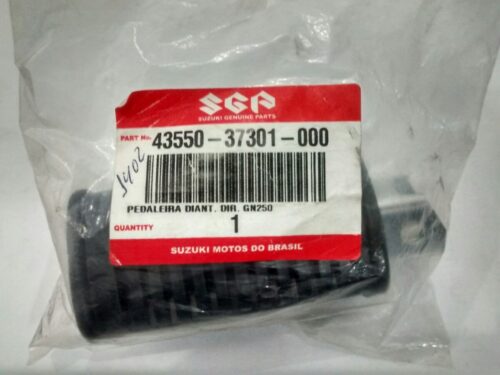 SGP
SUZUKI GENUINE PARTS
PART No. 43550-37301-000
1402
PEDALEIRA DIANT. DIR. GN250
QUANTITY 1
SUZUKI MOTOS DO BRASIL